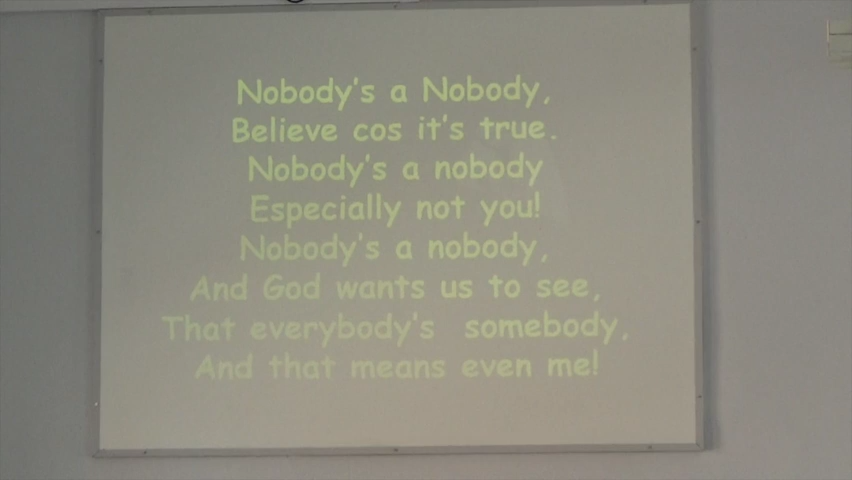 Nobody's a Nobody,
Believe cos it's true.
Nobody's a nobody
Especially not you!
Nobody's a nobody,
And God wants us to see,
That everybody's somebody,
And that means even me!